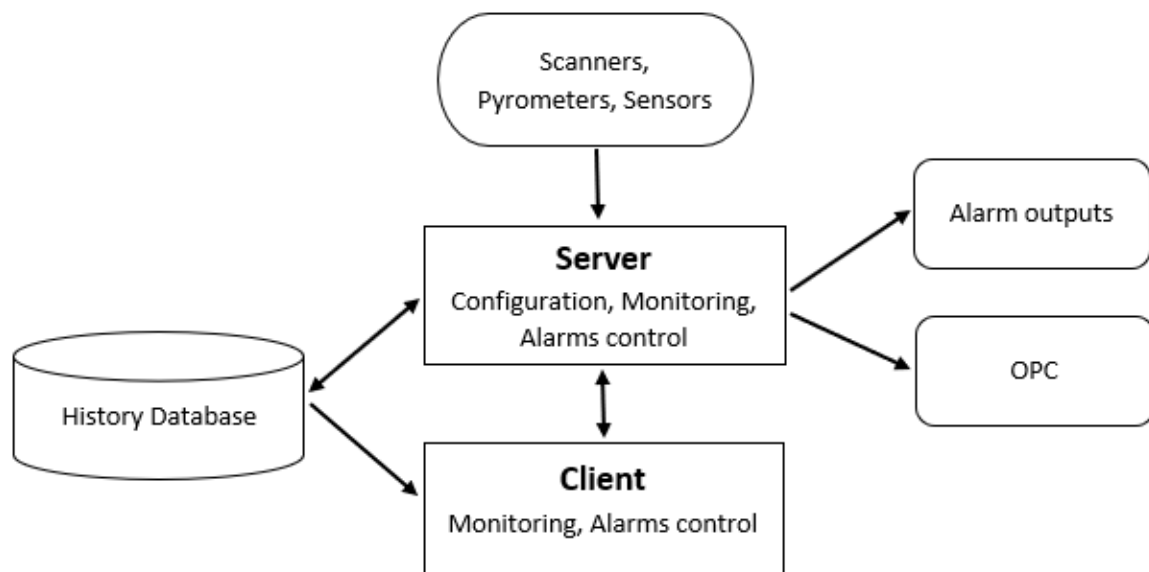 Scanners,
Pyrometers, Sensors
Alarm outputs
Server
Configuration, Monitoring,
Alarms control
OPC
History Database
Client
Monitoring, Alarms control